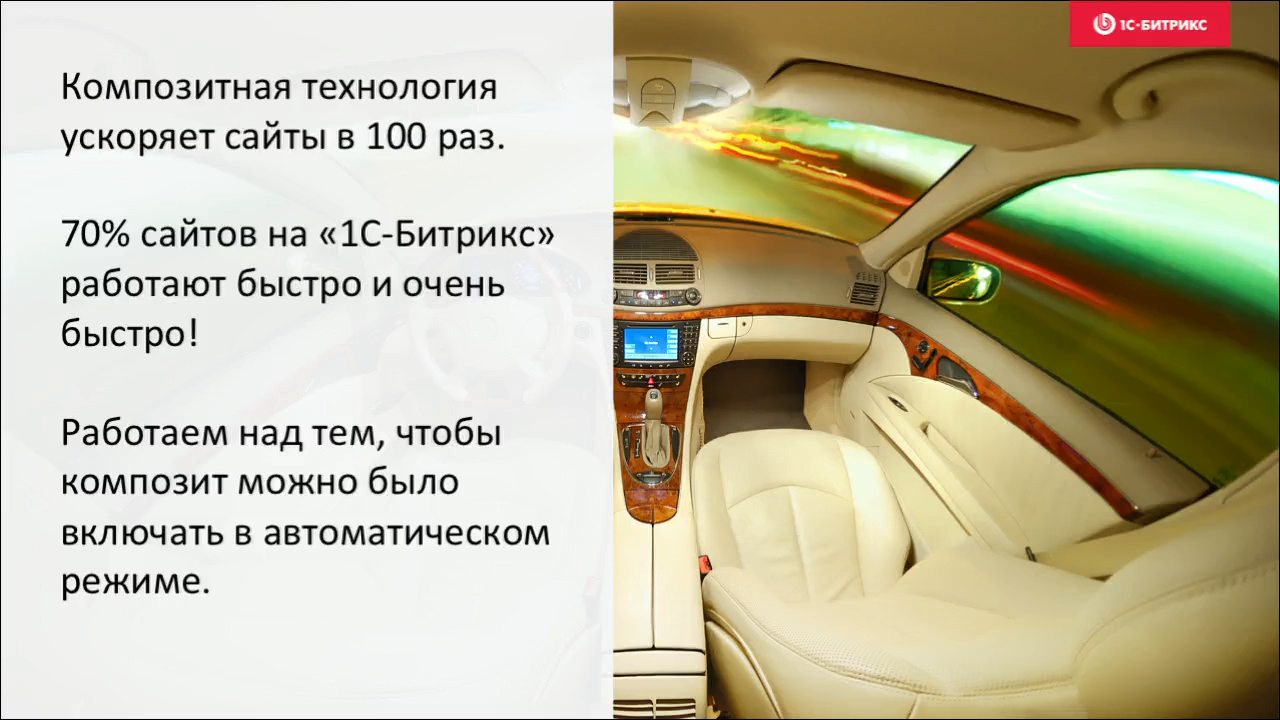 1С-БИТРИКС
Композитная технология
ускоряет сайты в 100 раз.
70% сайтов на «1С-Битрикс»
работают быстро и очень
быстро!
Работаем над тем, чтобы
композит можно было
включать в автоматическом
режиме.